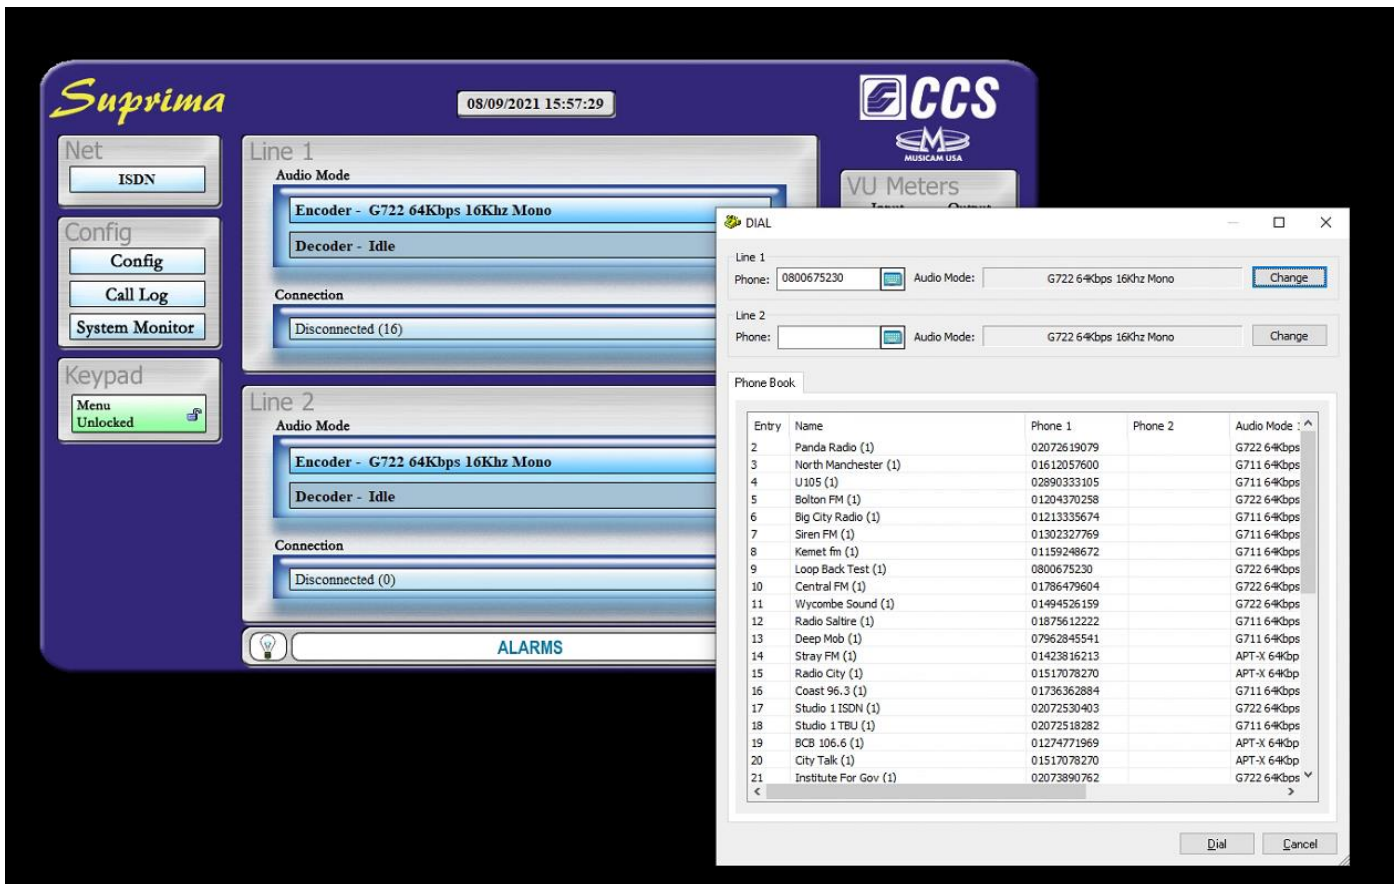 Suprima
08/09/2021 15:57:29
CCS
MUSICAM USA
Net
ISDN
Config
Config
Call Log
System Monitor
Keypad
Menu
Unlocked
Line 1
Audio Mode
Encoder - G722 64Kbps 16Khz Mono
Decoder - Idle
Connection
Disconnected (16)
Line 2
Audio Mode
Encoder - G722 64Kbps 16Khz Mono
Decoder - Idle
Connection
Disconnected (0)
ALARMS
VU Meters
Input Output
DIAL
Line 1
Phone: 0800675230 Audio Mode: G722 64Kbps 16Khz Mono Change
Line 2
Phone: Audio Mode: G722 64Kbps 16Khz Mono Change
Phone Book
Entry Name Phone 1 Phone 2 Audio Mode
2 Panda Radio (1) 02072619079 G722 64Kbps
3 North Manchester (1) 01612057600 G711 64Kbps
4 U105 (1) 02890333105 G711 64Kbps
5 Bolton FM (1) 01204370258 G722 64Kbps
6 Big City Radio (1) 01213335674 G711 64Kbps
7 Siren FM (1) 01302327769 G711 64Kbps
8 Kemet fm (1) 01159248672 G711 64Kbps
9 Loop Back Test (1) 0800675230 G722 64Kbps
10 Central FM (1) 01786479604 G722 64Kbps
11 Wycombe Sound (1) 01494526159 G722 64Kbps
12 Radio Saltire (1) 01875612222 G711 64Kbps
13 Deep Mob (1) 07962845541 G711 64Kbps
14 Stray FM (1) 01423816213 APT-X 64Kbp
15 Radio City (1) 01517078270 APT-X 64Kbp
16 Coast 96.3 (1) 01736362884 G711 64Kbps
17 Studio 1 ISDN (1) 02072530403 G722 64Kbps
18 Studio 1 TBU (1) 02072518282 G711 64Kbps
19 BCB 106.6 (1) 01274771969 APT-X 64Kbp
20 City Talk (1) 01517078270 APT-X 64Kbp
21 Institute For Gov (1) 02073890762 G722 64Kbps
Dial Cancel